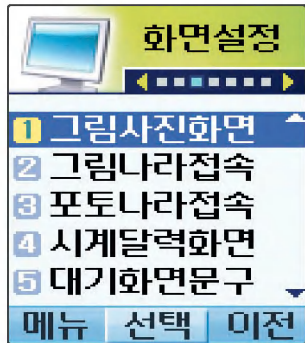 화면설정
1 그림사진화면
2 그림나라접속
3 포토나라접속
4 시계달력화면
5 대기화면문구
메뉴 선택 이전